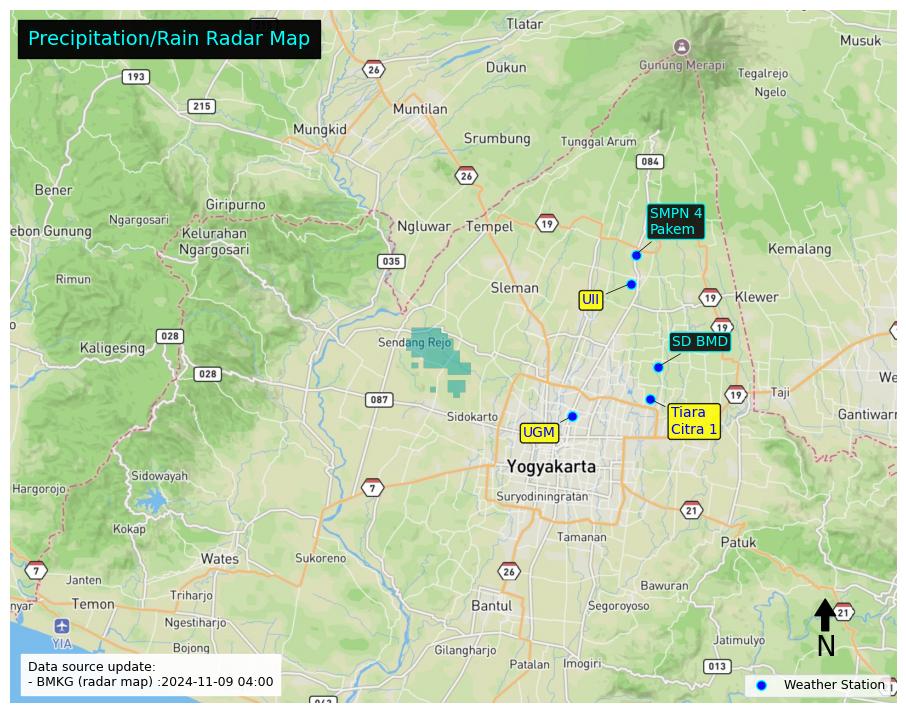 Precipitation/Rain Radar Map
Tlatar
Musuk
26
193
Dukun
Gunung Merapi
Tegalrejo
Ngelo
215
Muntilan
Mungkid
Srumbung
Tunggal Arum
084
26
Bener
Giripurno
SMPN 4
Pakem
Ngargosari
ebon Gunung
Kelurahan
Ngargosari
Ngluwar
Tempel
19
Kemalang
035
Rimun
Sleman
UII
19
Klewer
19
028
Kaligesing
Sendang Rejo
SD BMD
028
087
19
Taji
We
Sidokarto
Tiara
Citra 1
Gantiwarn
UGM
Yogyakarta
Sidowayah
Hargorojo
7
Suryodiningratan
21
Kokap
Tamanan
Patuk
Wates
Sukoreno
7
26
Janten
Bawuran
Triharjo
nyar
Temon
Bantul
Segoroyoso
21
Ngestiharjo
YIA
Jatimulyo
Bojong
Gilangharjo
N
Patalan
Imogiri
013
Data source update:
- BMKG (radar map) :2024-11-09 04:00
Weather Station